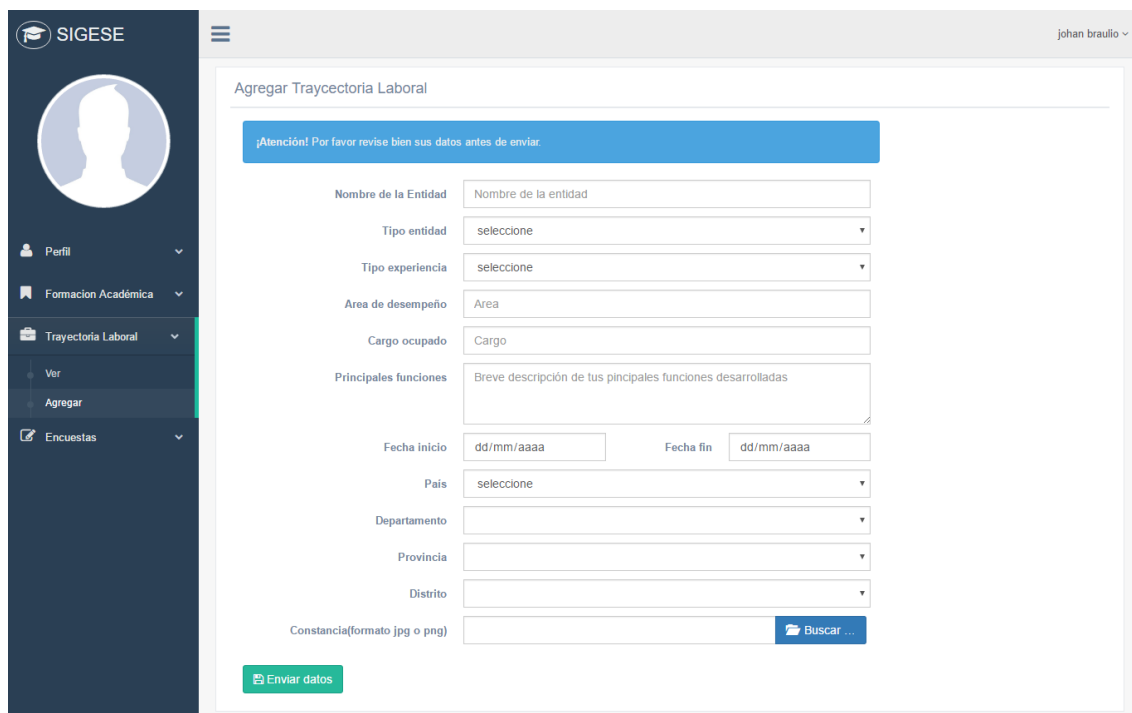 SIGESE
johan braulio
Perfil
Formacion Académica
Trayectoria Laboral
Ver
Agregar
Encuestas
Agregar Traycectoria Laboral
¡Atención! Por favor revise bien sus datos antes de enviar.
Nombre de la Entidad Nombre de la entidad
Tipo entidad seleccione
Tipo experiencia seleccione
Area de desempeño Area
Cargo ocupado Cargo
Principales funciones Breve descripción de tus pincipales funciones desarrolladas
Fecha inicio dd/mm/aaaa Fecha fin dd/mm/aaaa
País seleccione
Departamento
Provincia
Distrito
Constancia(formato jpg o png) Buscar ...
Enviar datos